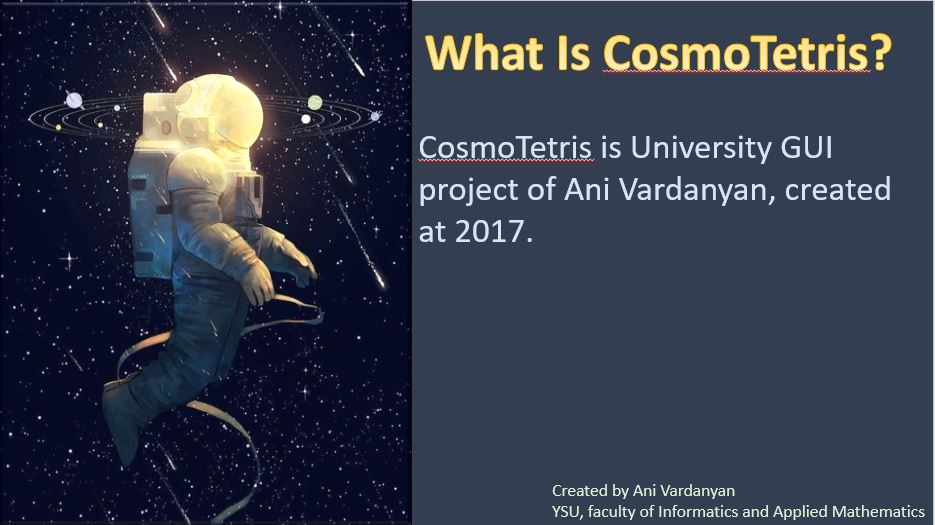 What Is CosmoTetris?
CosmoTetris is University GUI
project of Ani Vardanyan, created
at 2017.
Created by Ani Vardanyan
YSU, faculty of Informatics and Applied Mathematics